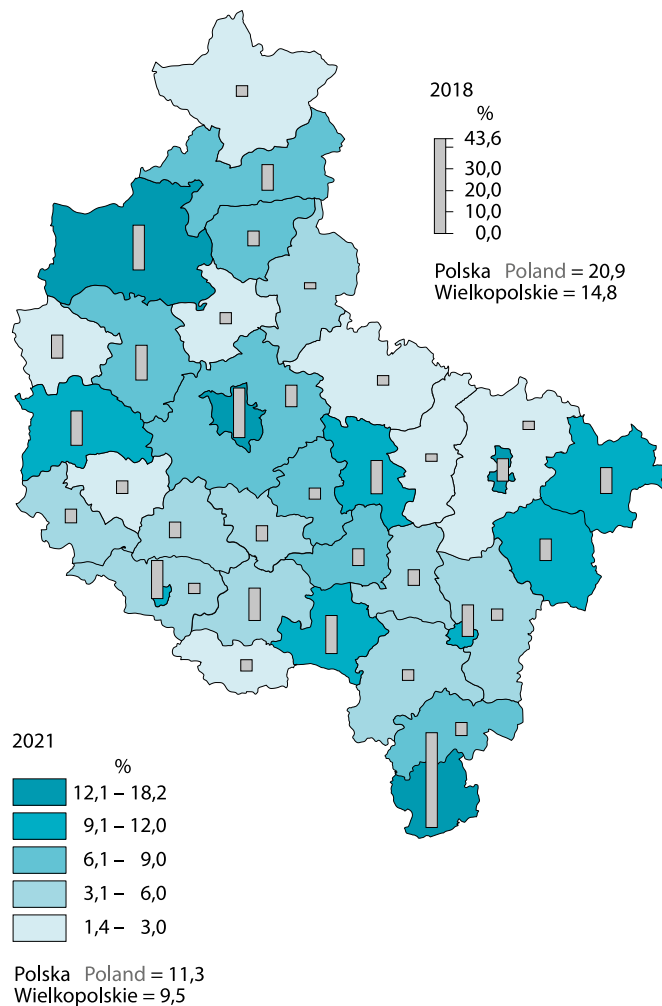 2018
%
43,6
30,0
20,0
10,0
0,0
Polska Poland = 20,9
Wielkopolskie = 14,8
2021
%
12,1 – 18,2
9,1 – 12,0
6,1 – 9,0
3,1 – 6,0
1,4 – 3,0
Polska Poland = 11,3
Wielkopolskie = 9,5